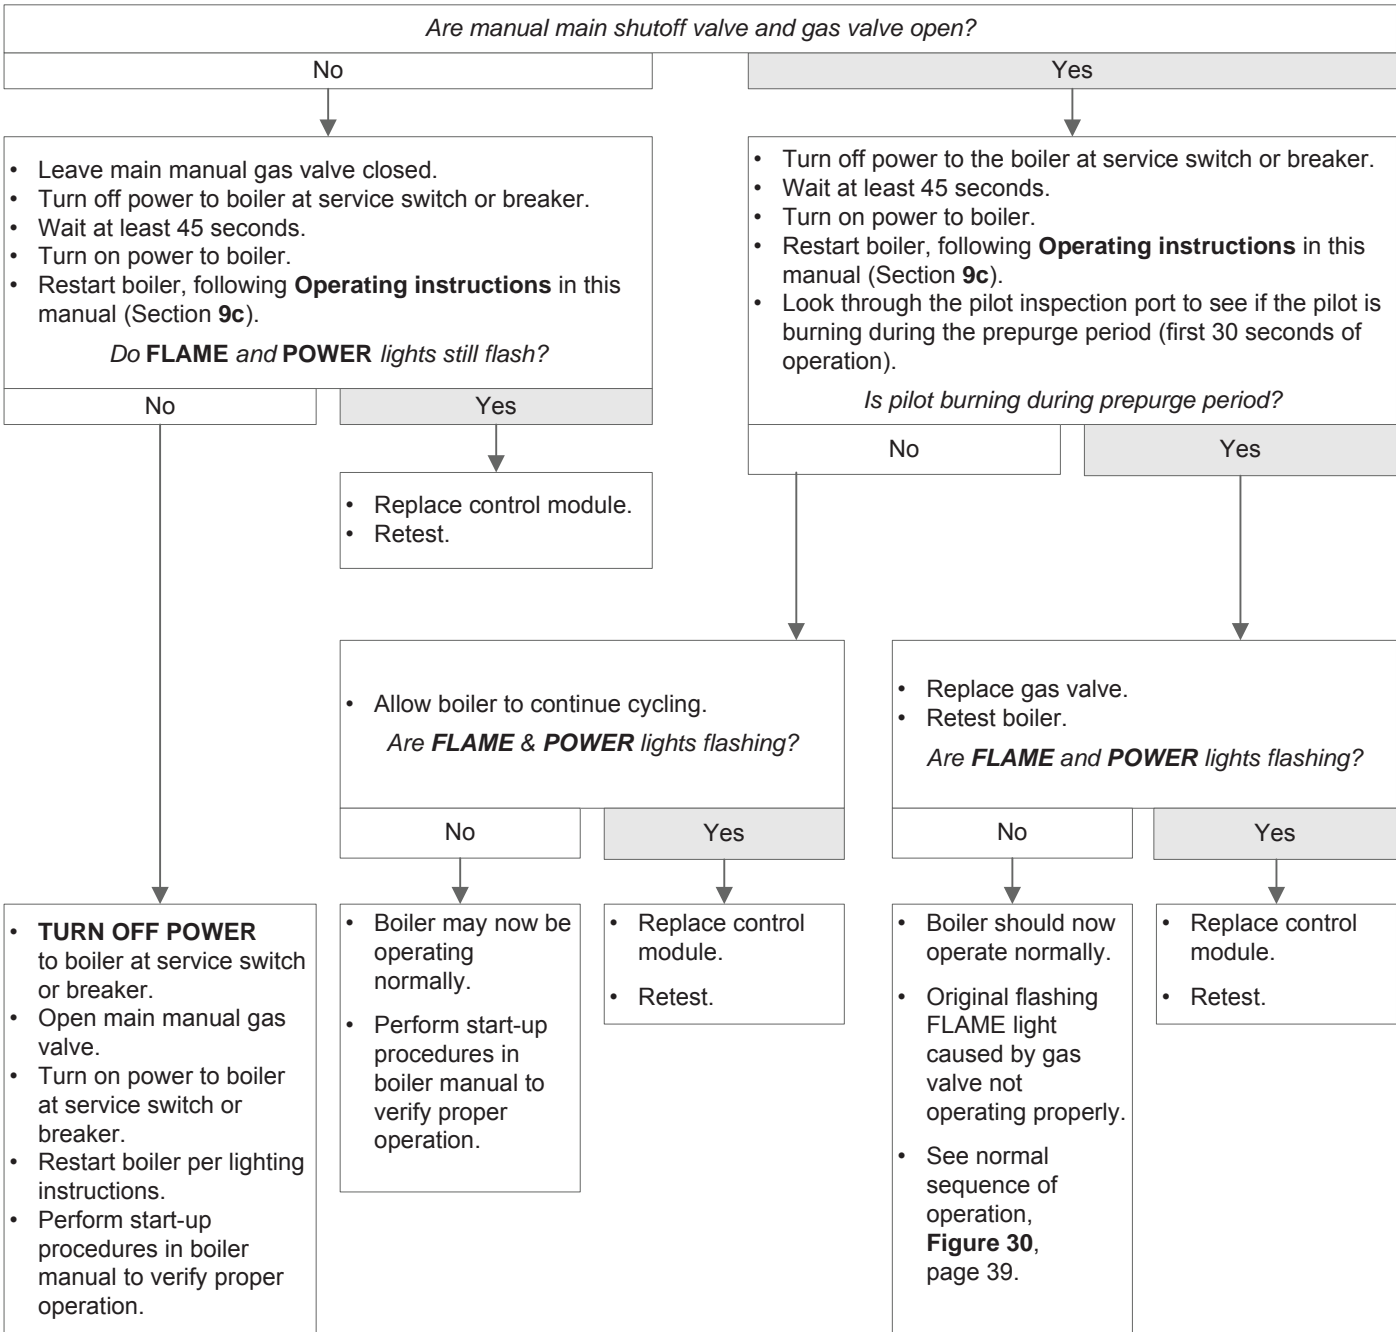 Are manual main shutoff valve and gas valve open?
No
Yes
• Leave main manual gas valve closed.
• Turn off power to boiler at service switch or breaker.
• Wait at least 45 seconds.
• Turn on power to boiler.
• Restart boiler, following Operating instructions in this
manual (Section 9c).
Do FLAME and POWER lights still flash?
• Turn off power to the boiler at service switch or breaker.
• Wait at least 45 seconds.
• Turn on power to boiler.
• Restart boiler, following Operating instructions in this
manual (Section 9c).
• Look through the pilot inspection port to see if the pilot is
burning during the prepurge period (first 30 seconds of
operation).
Is pilot burning during prepurge period?
No
Yes
No
Yes
• Replace control module.
• Retest.
• Allow boiler to continue cycling.
Are FLAME & POWER lights flashing?
• Replace gas valve.
• Retest boiler.
Are FLAME and POWER lights flashing?
No
Yes
No
Yes
• TURN OFF POWER
to boiler at service switch
or breaker.
• Open main manual gas
valve.
• Turn on power to boiler
at service switch or
breaker.
• Restart boiler per lighting
instructions.
• Perform start-up
procedures in boiler
manual to verify proper
operation.
• Boiler may now be
operating
normally.
• Perform start-up
procedures in
boiler manual to
verify proper
operation.
• Replace control
module.
• Retest.
• Boiler should now
operate normally.
• Original flashing
FLAME light
caused by gas
valve not
operating properly.
• See normal
sequence of
operation,
Figure 30,
page 39.
• Replace control
module.
• Retest.